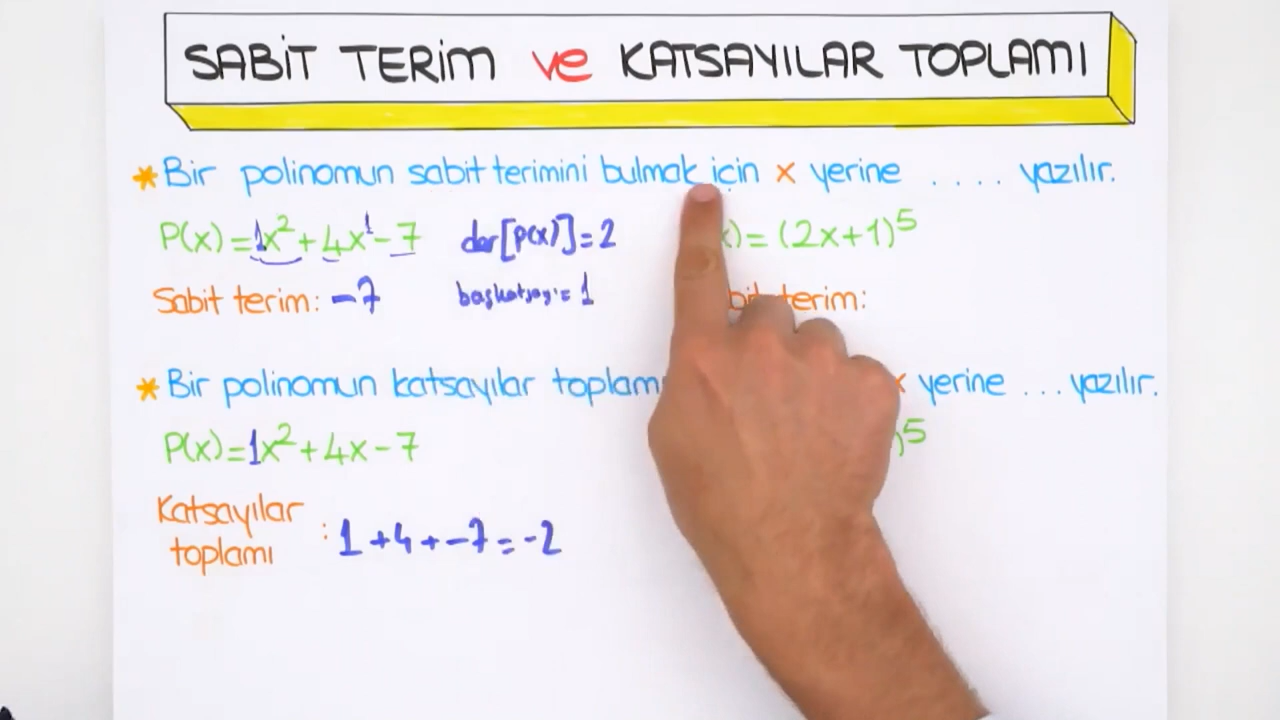 SABİT TERİM ve KATSAYILAR TOPLAMI
* Bir polinomun sabit terimini bulmak için x yerine .... yazılır.
P(x) = 1x² + 4x¹ - 7 der[P(x)] = 2 x) = (2x+1)⁵
Sabit terim: -7 başkatsayı = 1 terim:
* Bir polinomun katsayılar toplam x yerine ... yazılır.
P(x) = 1x² + 4x - 7 )⁵
Katsayılar
toplamı : 1 + 4 + -7 = -2